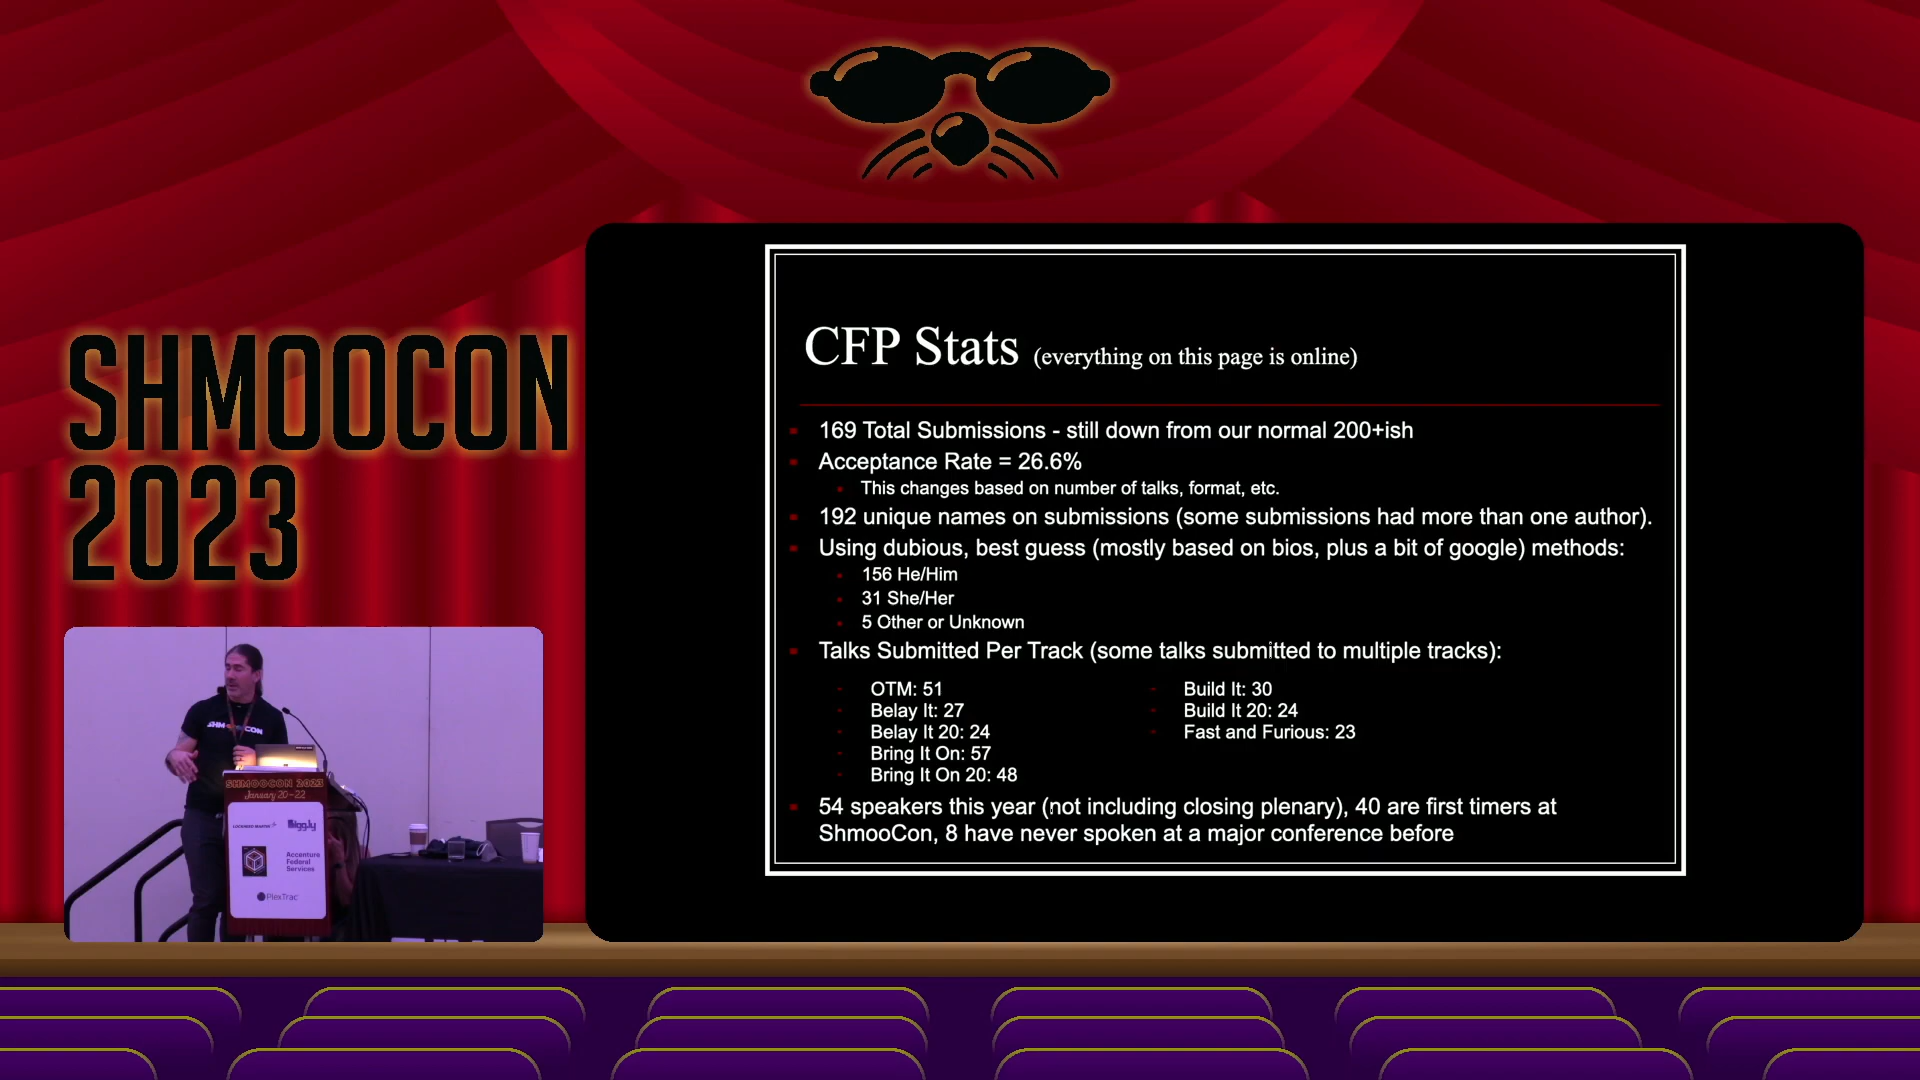 SHMOOCON
2023
CFP Stats (everything on this page is online)
169 Total Submissions - still down from our normal 200+ish
Acceptance Rate = 26.6%
This changes based on number of talks, format, etc.
192 unique names on submissions (some submissions had more than one author).
Using dubious, best guess (mostly based on bios, plus a bit of google) methods:
156 He/Him
31 She/Her
5 Other or Unknown
Talks Submitted Per Track (some talks submitted to multiple tracks):
OTM: 51
Belay It: 27
Belay It 20: 24
Bring It On: 57
Bring It On 20: 48
Build It: 30
Build It 20: 24
Fast and Furious: 23
54 speakers this year (not including closing plenary), 40 are first timers at
ShmooCon, 8 have never spoken at a major conference before
SHMOOCON 2023
January 20-22
Accenture
Federal
Services
PlexTrac